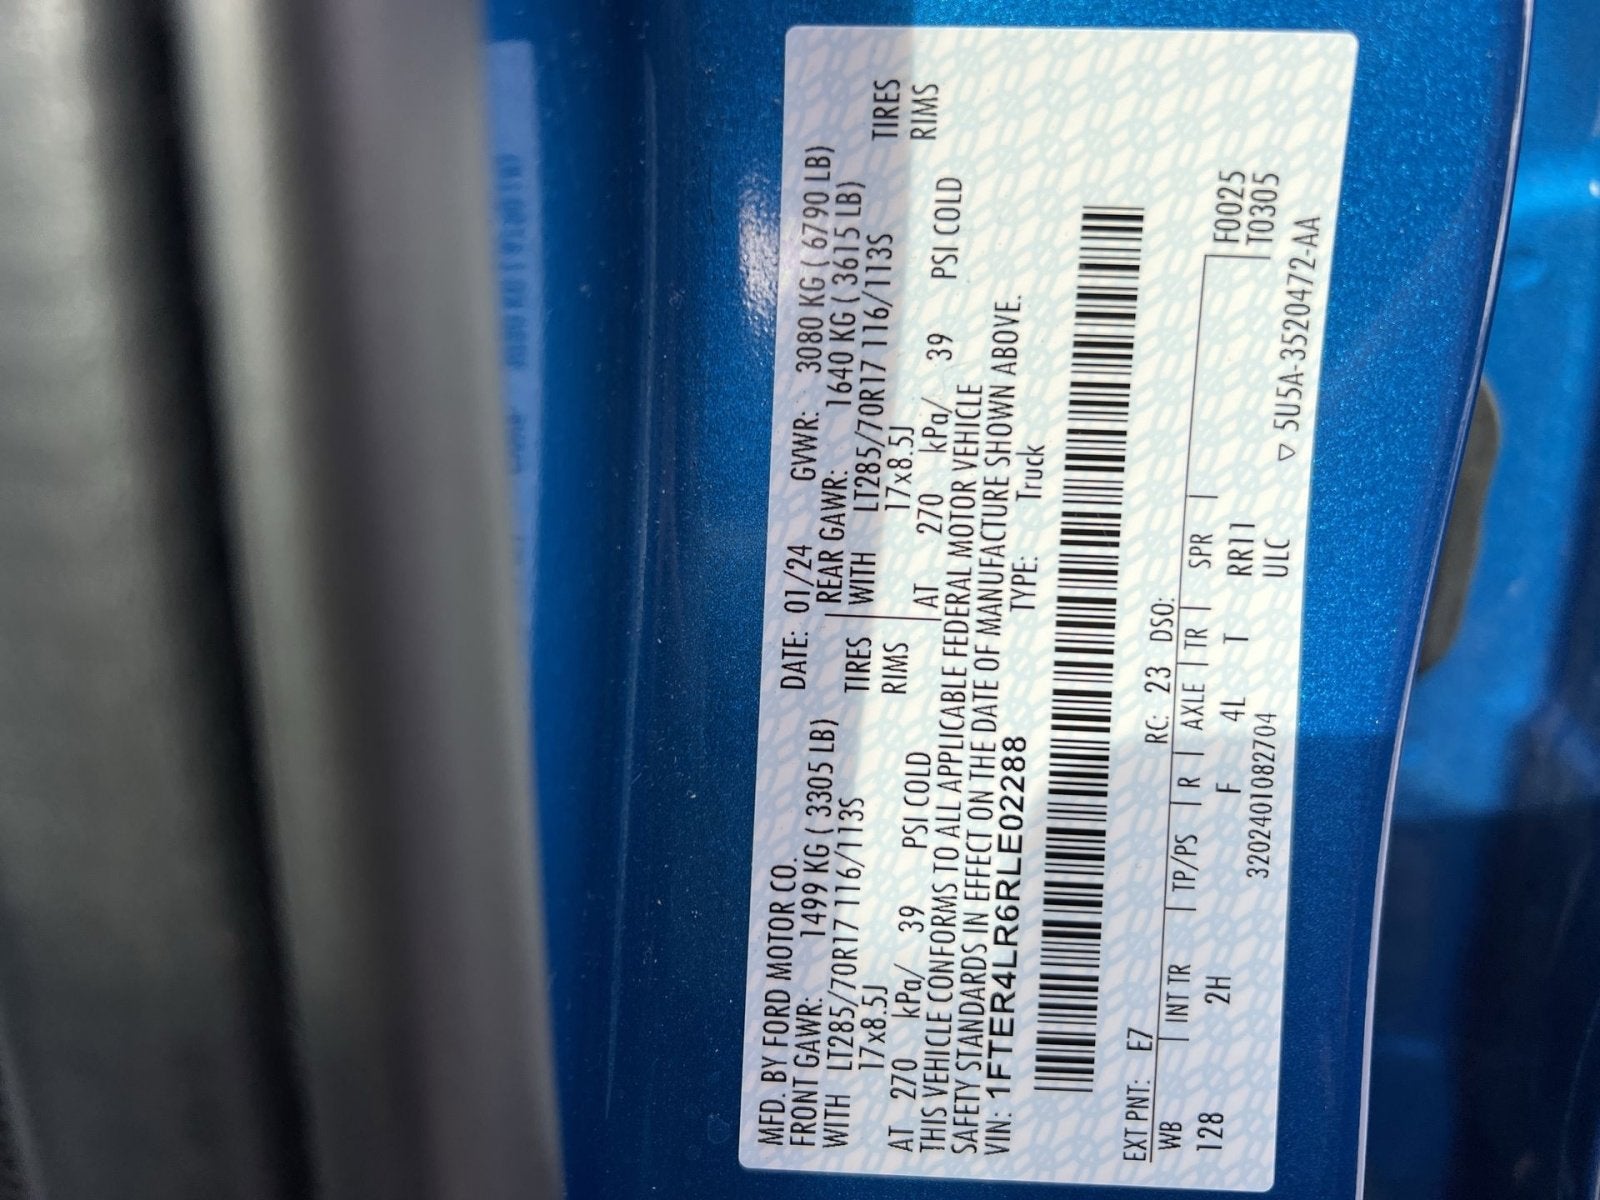 MFD. BY FORD MOTOR CO. DATE: 01/24 GVWR: 3080 KG ( 6790 LB)
FRONT GAWR: 1499 KG ( 3305 LB) REAR GAWR: 1640 KG ( 3615 LB)
WITH LT285/70R17 116/113S TIRES WITH LT285/70R17 116/113S TIRES
17x8.5J RIMS 17x8.5J RIMS
AT 270 kPa/ 39 PSI COLD AT 270 kPa/ 39 PSI COLD
THIS VEHICLE CONFORMS TO ALL APPLICABLE FEDERAL MOTOR VEHICLE
SAFETY STANDARDS IN EFFECT ON THE DATE OF MANUFACTURE SHOWN ABOVE.
VIN: 1FTER4LR6RLE02288 TYPE: Truck
EXT PNT: E7 RC: 23 DSO:
WB INT TR TP/PS R AXLE TR SPR F0025
128 2H F 4L T RR11 T0305
3202401082704 ULC ▽ 5U5A-3520472-AA